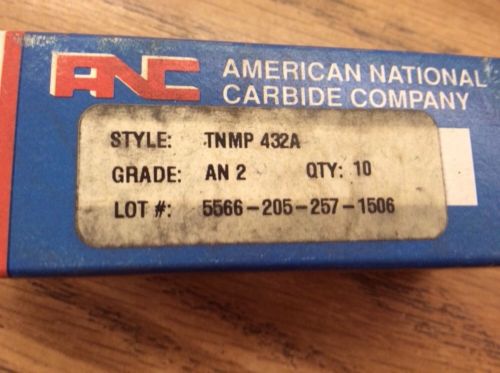 ANC
AMERICAN NATIONAL
CARBIDE COMPANY
STYLE: TNMP 432A
GRADE: AN 2 QTY: 10
LOT #: 5566-205-257-1506